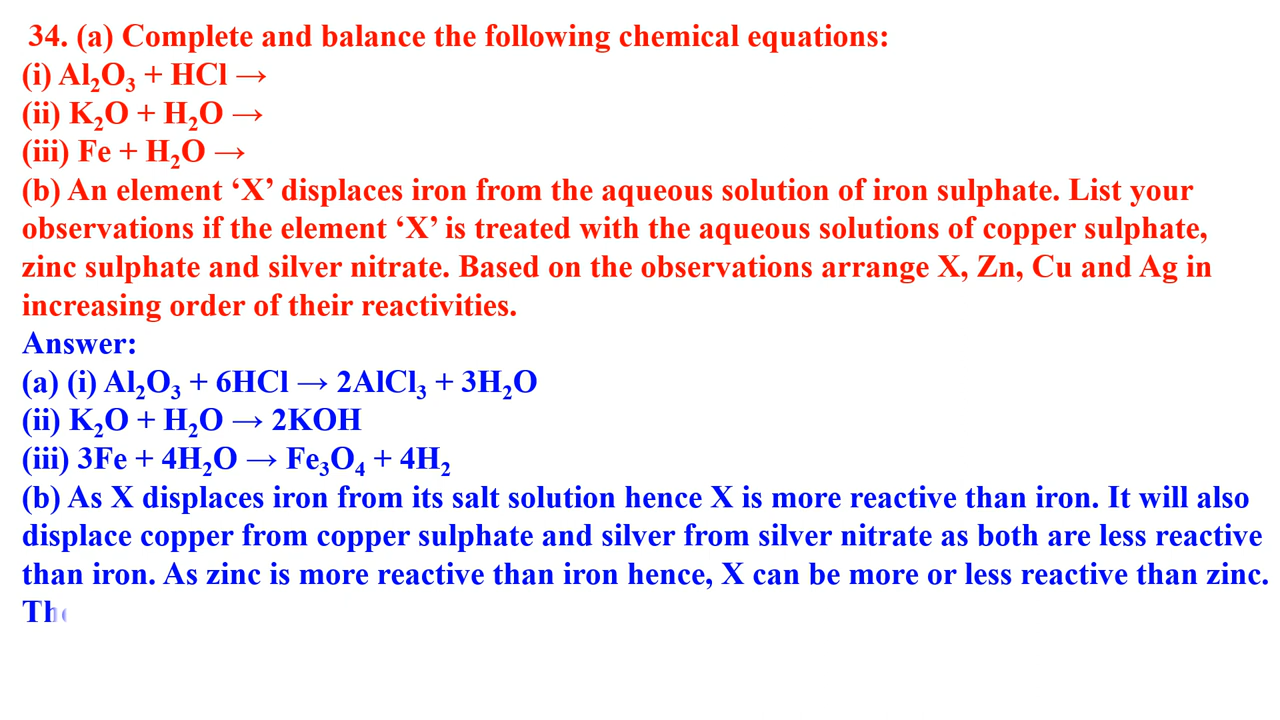 34. (a) Complete and balance the following chemical equations:
(i) Al₂O₃ + HCl →
(ii) K₂O + H₂O →
(iii) Fe + H₂O →
(b) An element ‘X’ displaces iron from the aqueous solution of iron sulphate. List your
observations if the element ‘X’ is treated with the aqueous solutions of copper sulphate,
zinc sulphate and silver nitrate. Based on the observations arrange X, Zn, Cu and Ag in
increasing order of their reactivities.
Answer:
(a) (i) Al₂O₃ + 6HCl → 2AlCl₃ + 3H₂O
(ii) K₂O + H₂O → 2KOH
(iii) 3Fe + 4H₂O → Fe₃O₄ + 4H₂
(b) As X displaces iron from its salt solution hence X is more reactive than iron. It will also
displace copper from copper sulphate and silver from silver nitrate as both are less reactive
than iron. As zinc is more reactive than iron hence, X can be more or less reactive than zinc.